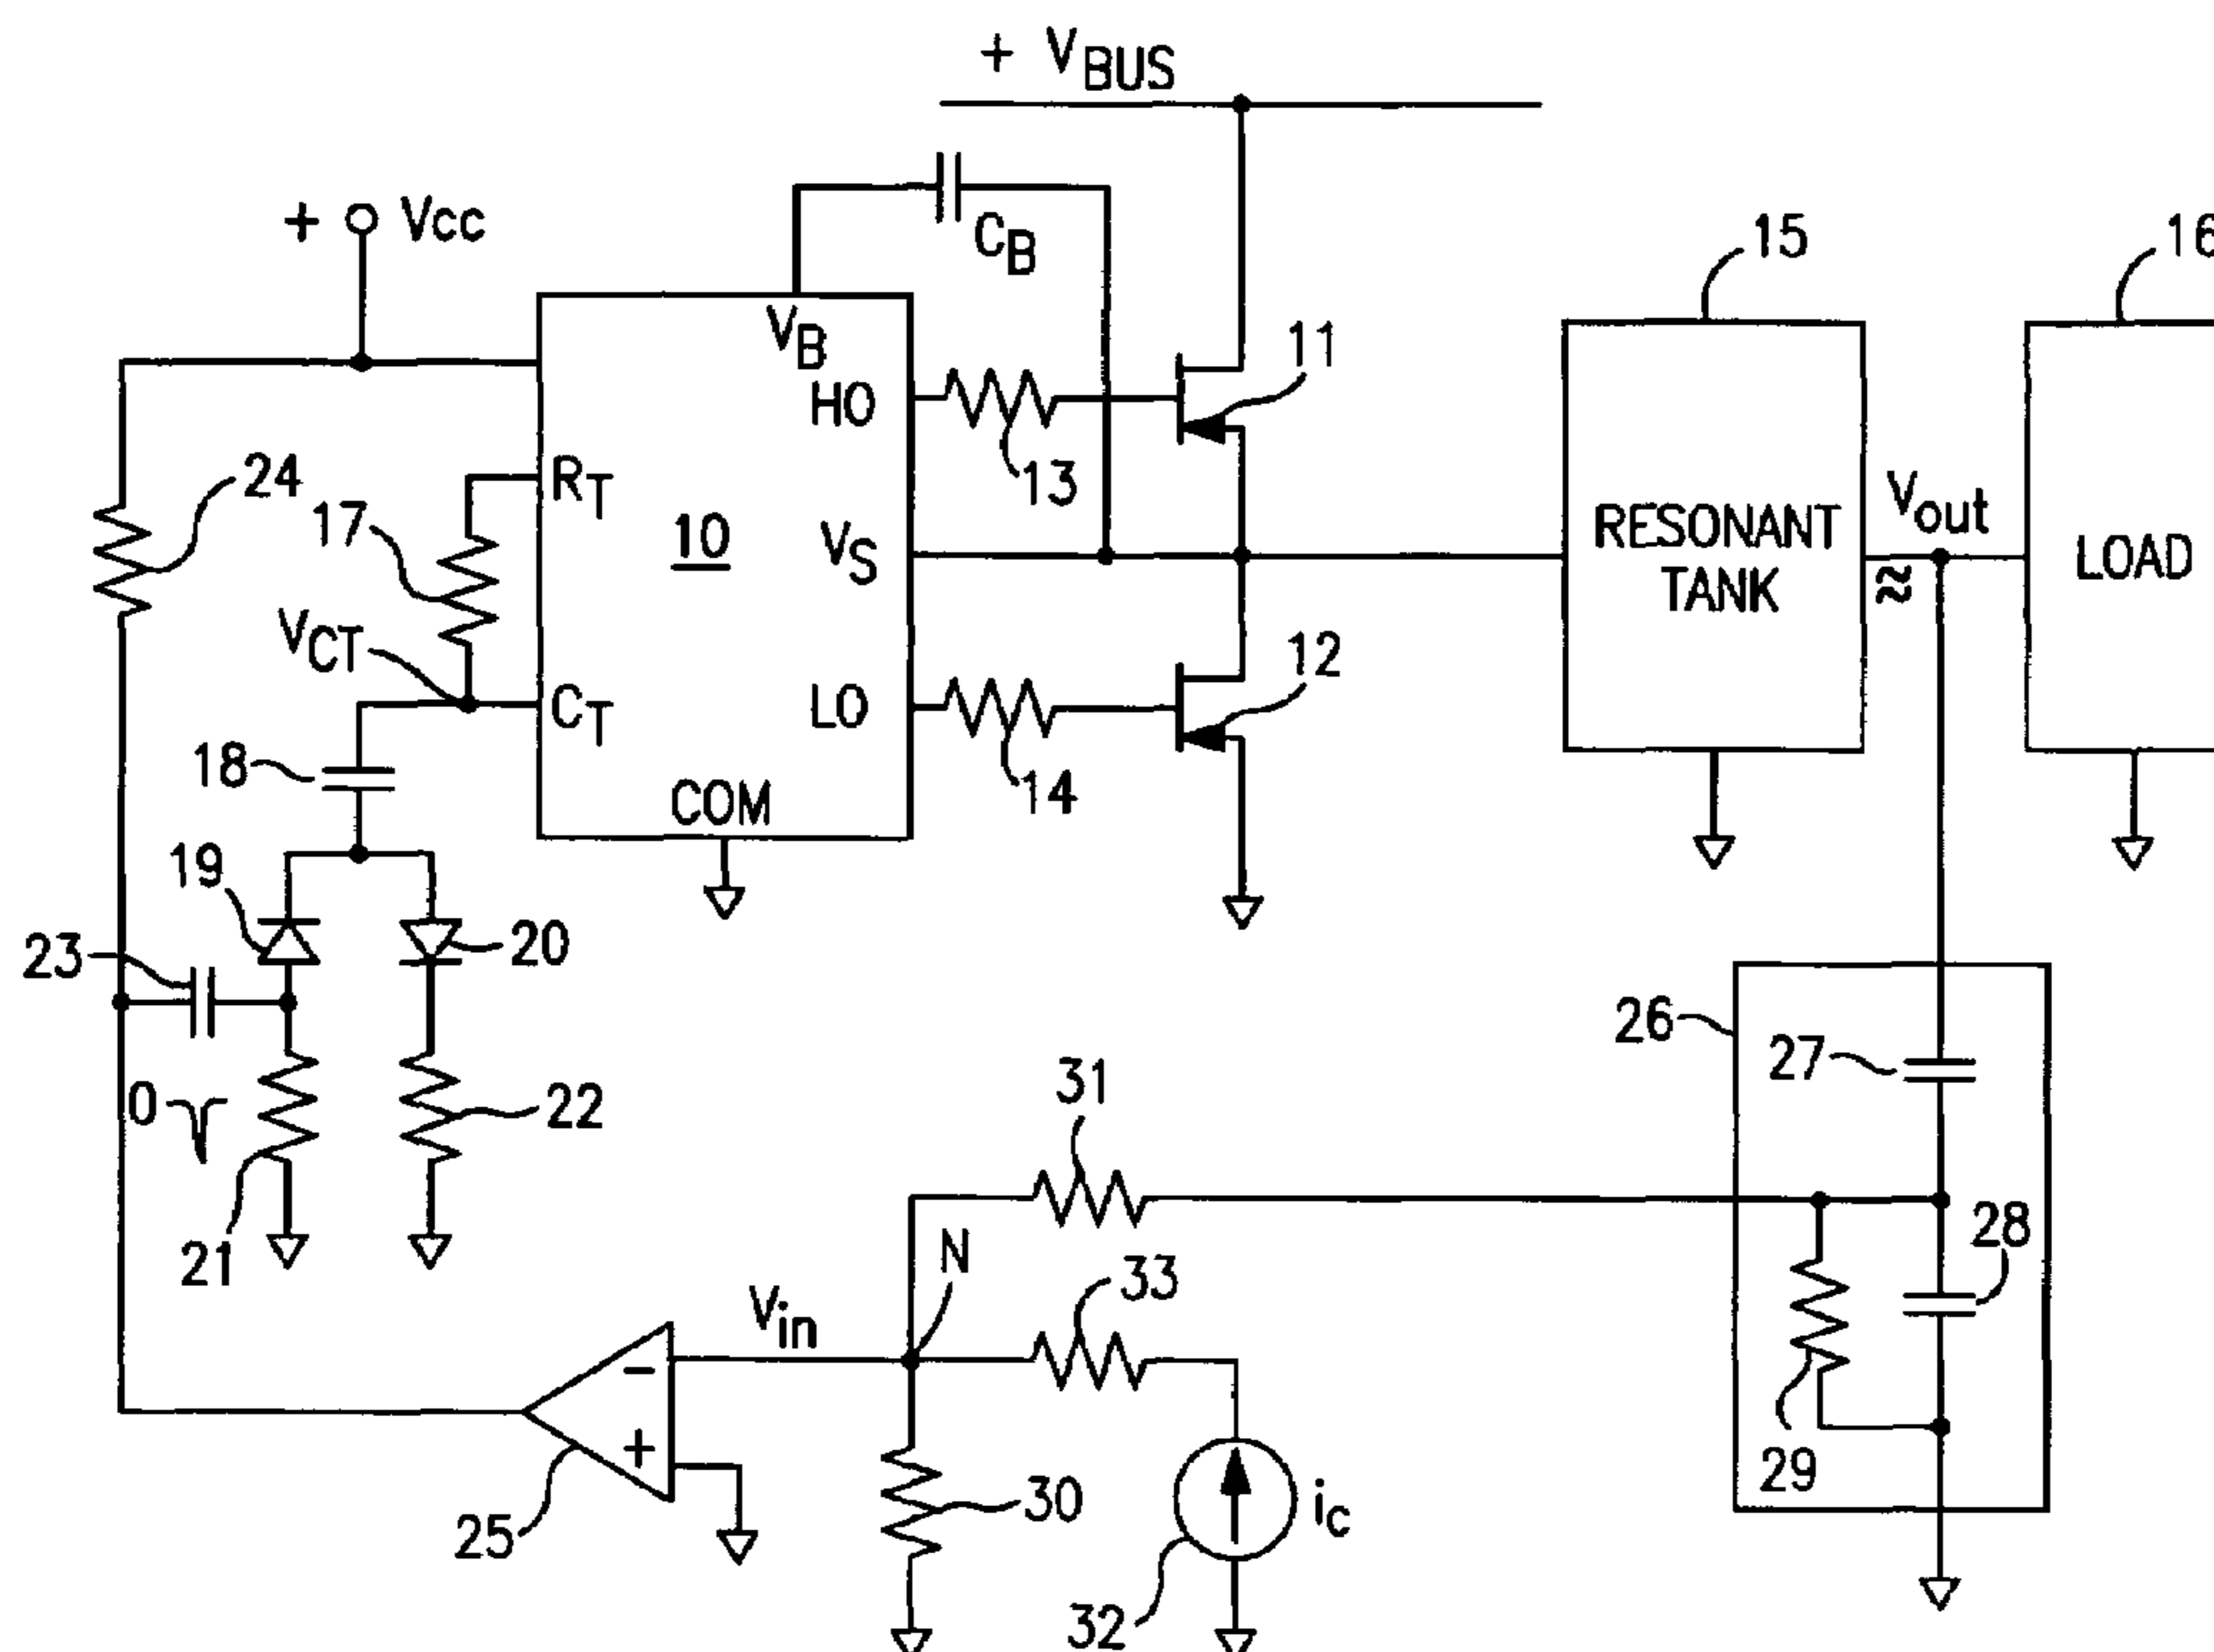 + VBUS
+ Vcc
CB
15
16
VB
HO
11
13
24
RT
17
10
VS
RESONANT
TANK
Vout
≈
LOAD
VCT
CT
LO
12
14
18
COM
19
20
23
26
27
0
22
31
21
28
N
33
Vin
29
25
30
ic
32